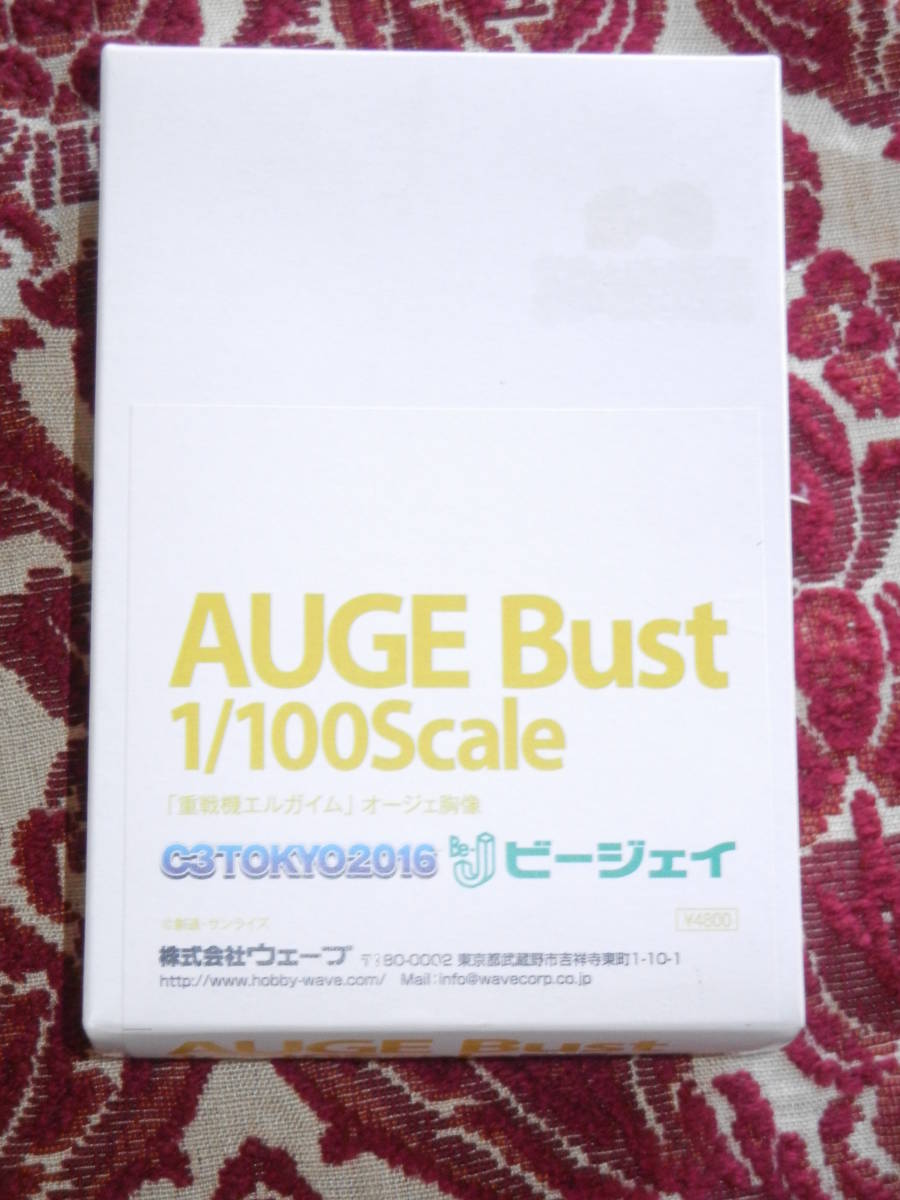 AUGE Bust
1/100Scale
「重戦機エルガイム」オージェ胸像
C3TOKYO2016 Be-J ビージェイ
©創通・サンライズ ¥4800
株式会社ウェーブ 〒180-0002 東京都武蔵野市吉祥寺東町1-10-1
http://www.hobby-wave.com/ Mail:info@wavecorp.co.jp
AUGE Bust